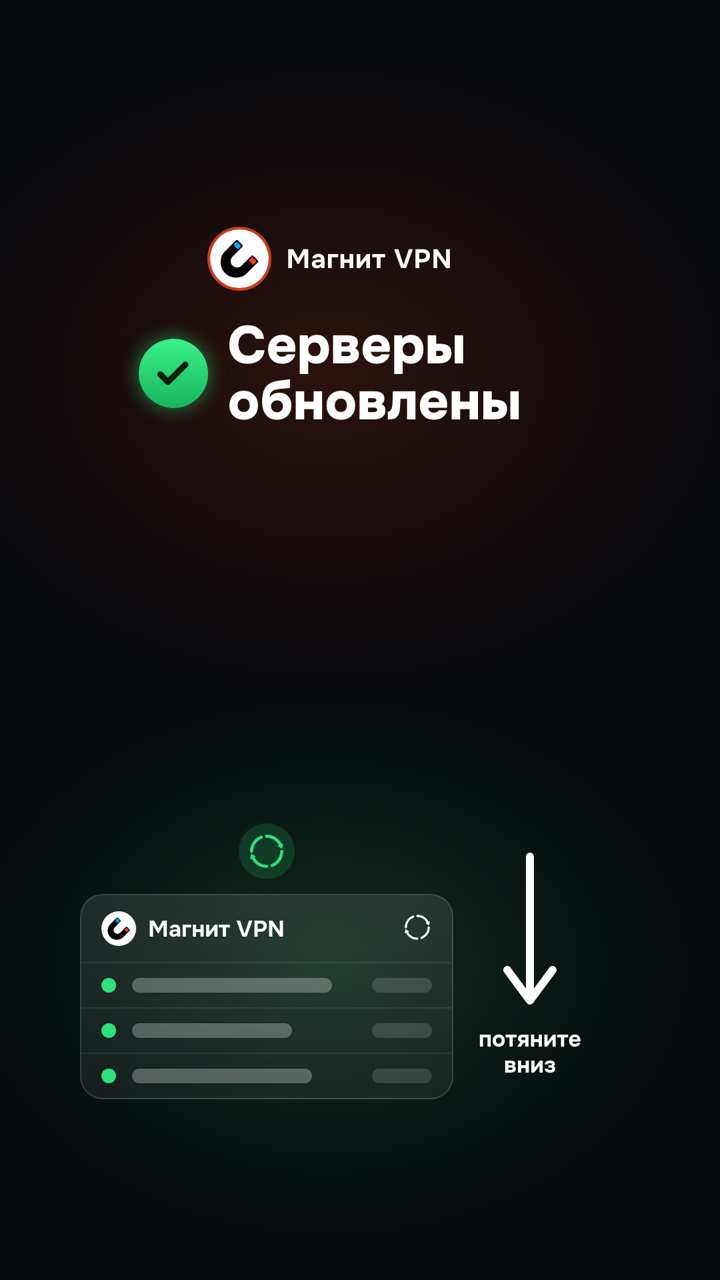 Магнит VPN
Серверы
обновлены
Магнит VPN
потяните
вниз